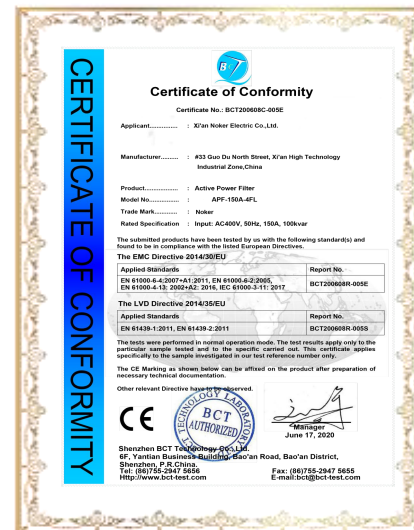 CERTIFICATE OF CONFORMITY
BCT
Certificate of Conformity
Certificate No.: BCT200608C-005E
Applicant................ : Xi'an Noker Electric Co.,Ltd.
Manufacturer.......... : #33 Guo Du North Street, Xi'an High Technology
Industrial Zone,China
Product................... : Active Power Filter
Model No................. : APF-150A-4FL
Trade Mark.............. : Noker
Rated Specification : Input: AC400V, 50Hz, 150A, 100kvar
The submitted products have been tested by us with the following standard(s) and
found to be in compliance with the listed European Directives.
The EMC Directive 2014/30/EU
Applied Standards Report No.
EN 61000-6-4:2007+A1:2011, EN 61000-6-2:2005,
EN 61000-4-13: 2002+A2: 2016, IEC 61000-3-11: 2017 BCT200608R-005E
The LVD Directive 2014/35/EU
Applied Standards Report No.
EN 61439-1:2011, EN 61439-2:2011 BCT200608R-005S
The tests were performed in normal operation mode. The test results apply only to the
particular sample tested and to the specific carried out. This certificate applies
specifically to the sample investigated in our test reference number only.
The CE Marking as shown below can be affixed on the product after preparation of
necessary technical documentation.
Other relevant Directive have to be observed.
CE
TECHNOLOGY LABORATORY
BCT
AUTHORIZED
Manager
June 17, 2020
Shenzhen BCT Technology Co.,Ltd.
6F, Yantian Business Building, Bao'an Road, Bao'an District,
Shenzhen, P.R.China.
Tel: (86)755-2947 5656 Fax: (86)755-2947 5655
Http://www.bct-test.com E-mail:bct@bct-test.com